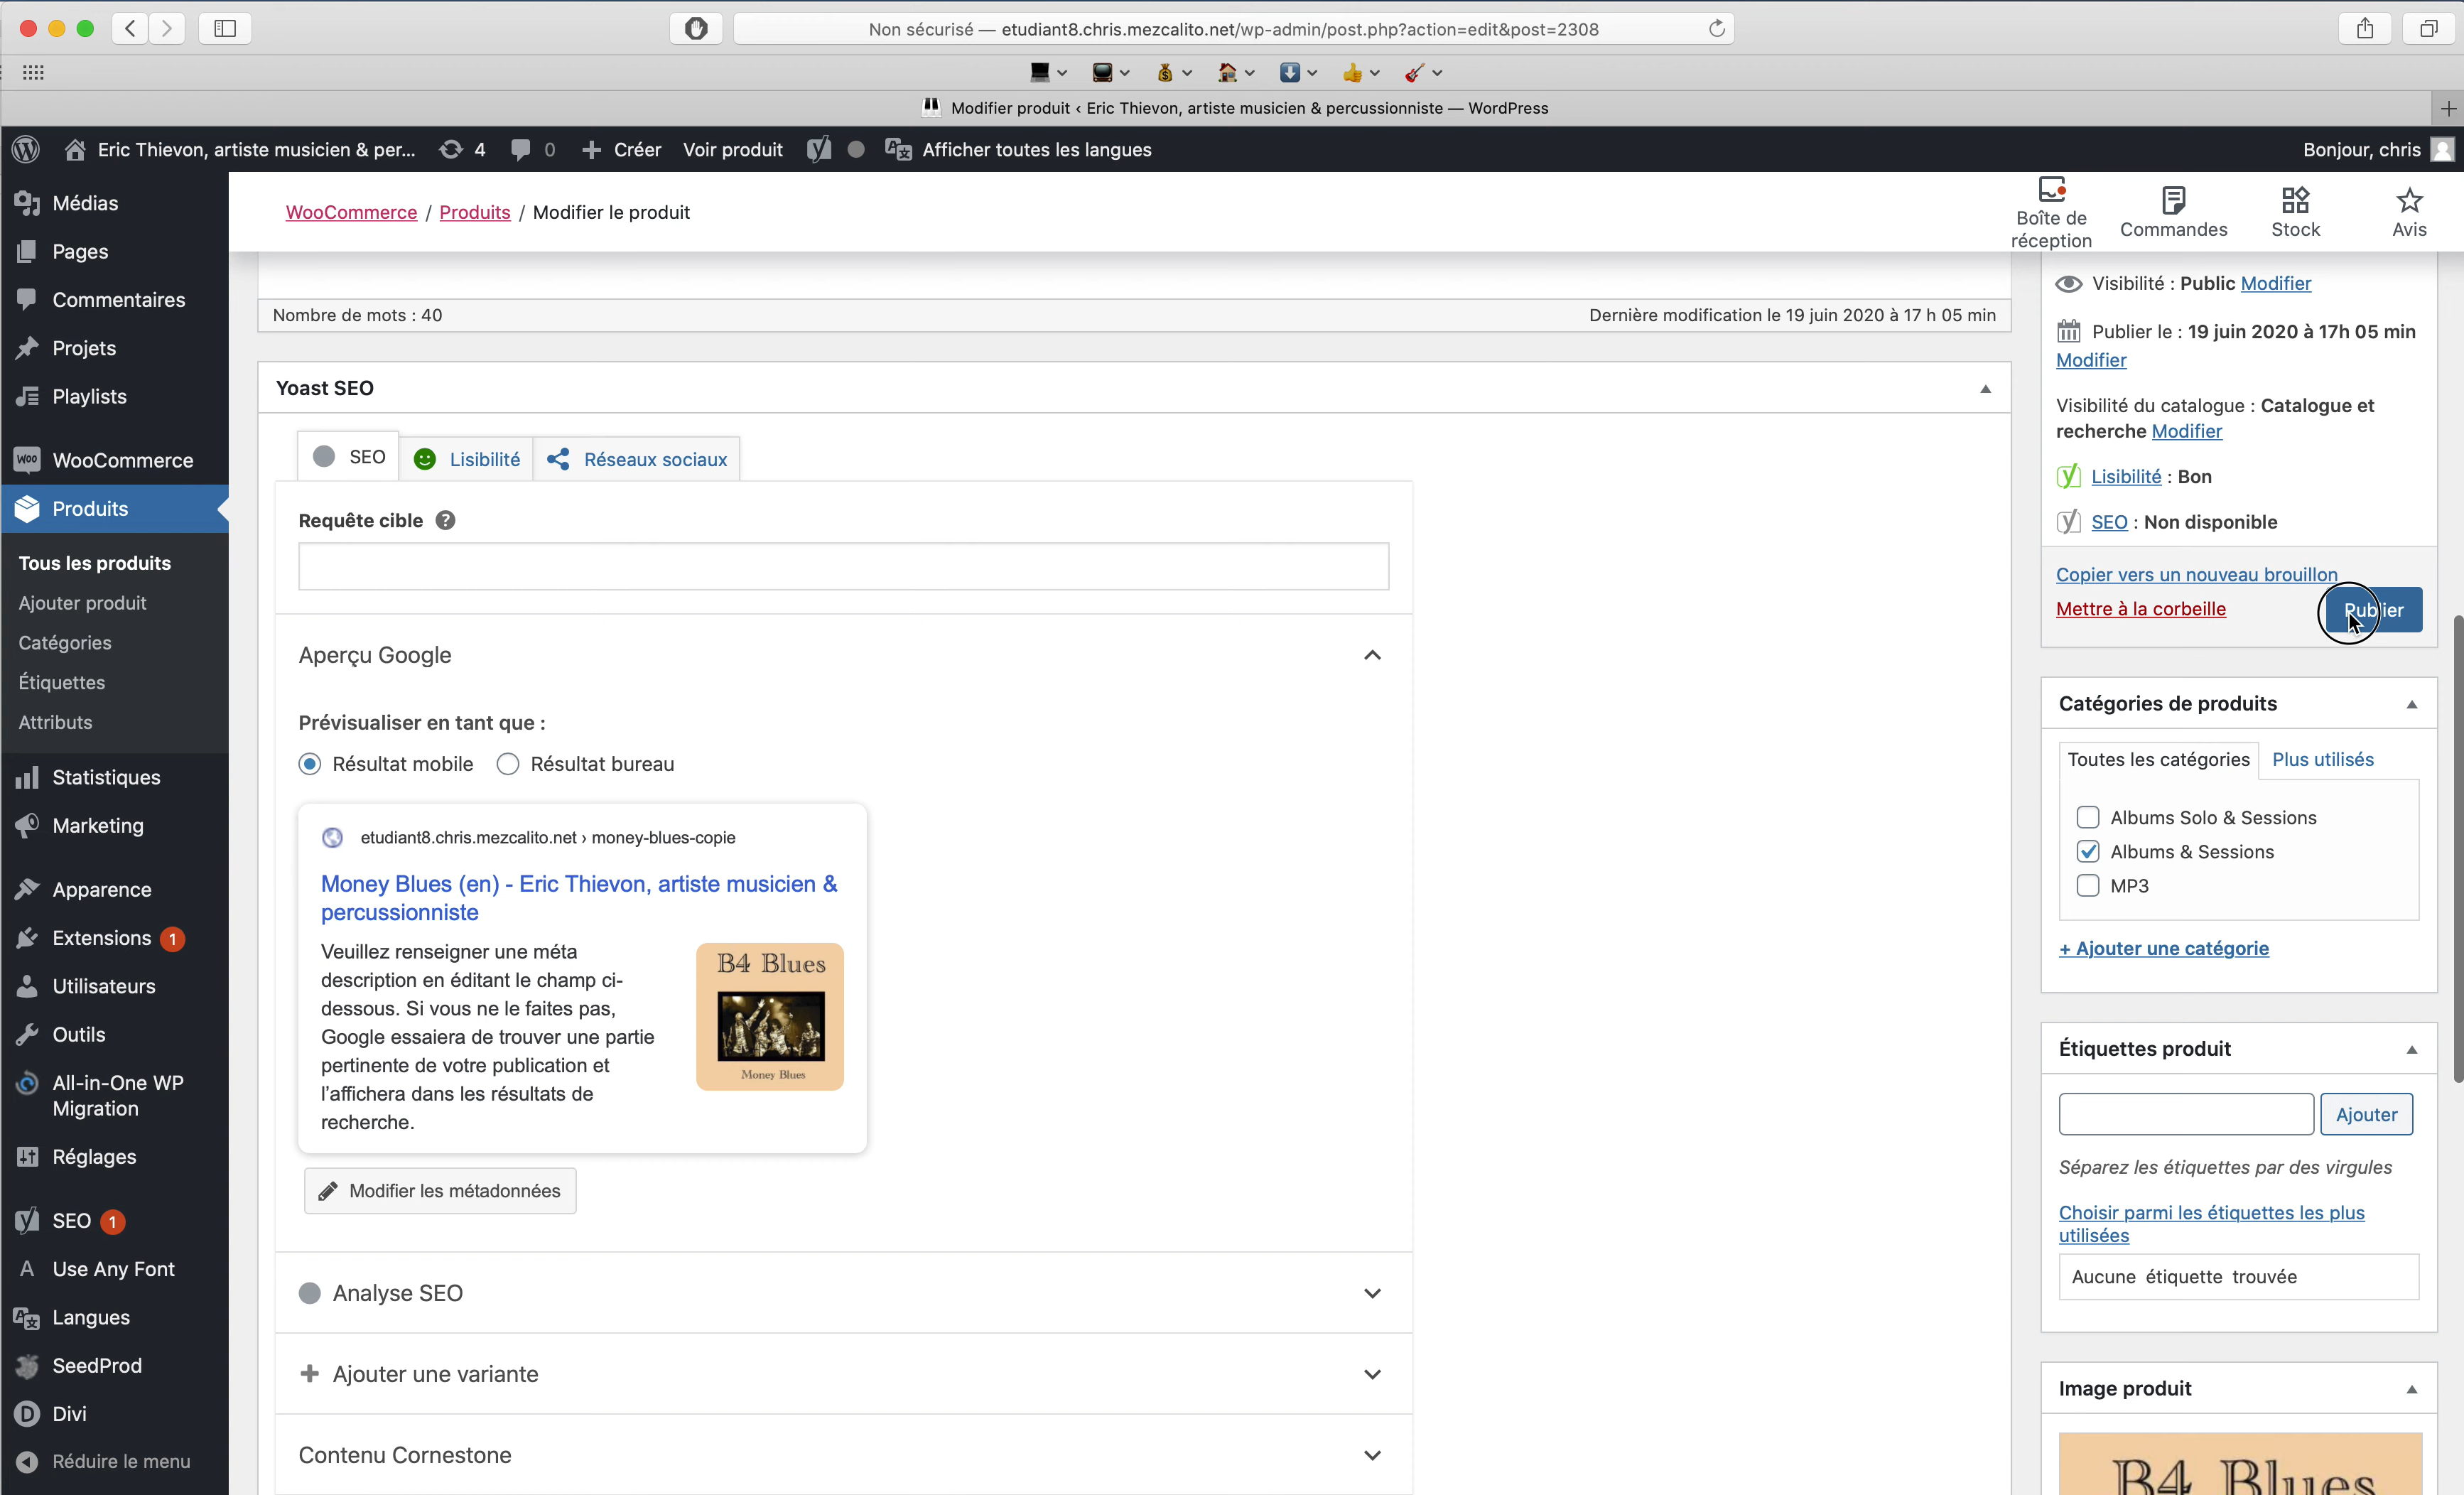 Non sécurisé — etudiant8.chris.mezcalito.net/wp-admin/post.php?action=edit&post=2308
Modifier produit ‹ Eric Thievon, artiste musicien & percussionniste — WordPress
Eric Thievon, artiste musicien & per... 4 0 Créer Voir produit Afficher toutes les langues Bonjour, chris
Médias
Pages
Commentaires
Projets
Playlists
WooCommerce
Produits
Tous les produits
Ajouter produit
Catégories
Étiquettes
Attributs
Statistiques
Marketing
Apparence
Extensions 1
Utilisateurs
Outils
All-in-One WP
Migration
Réglages
SEO 1
Use Any Font
Langues
SeedProd
Divi
Réduire le menu
WooCommerce / Produits / Modifier le produit
Boîte de
réception
Commandes
Stock
Avis
Nombre de mots : 40
Dernière modification le 19 juin 2020 à 17 h 05 min
Yoast SEO
SEO
Lisibilité
Réseaux sociaux
Requête cible
Aperçu Google
Prévisualiser en tant que :
Résultat mobile
Résultat bureau
etudiant8.chris.mezcalito.net › money-blues-copie
Money Blues (en) - Eric Thievon, artiste musicien &
percussionniste
Veuillez renseigner une méta
description en éditant le champ ci-
dessous. Si vous ne le faites pas,
Google essaiera de trouver une partie
pertinente de votre publication et
l'affichera dans les résultats de
recherche.
B4 Blues
Money Blues
Modifier les métadonnées
Analyse SEO
Ajouter une variante
Contenu Cornestone
Visibilité : Public Modifier
Publier le : 19 juin 2020 à 17h 05 min
Modifier
Visibilité du catalogue : Catalogue et
recherche Modifier
Lisibilité : Bon
SEO : Non disponible
Copier vers un nouveau brouillon
Mettre à la corbeille
Publier
Catégories de produits
Toutes les catégories
Plus utilisés
Albums Solo & Sessions
Albums & Sessions
MP3
+ Ajouter une catégorie
Étiquettes produit
Ajouter
Séparez les étiquettes par des virgules
Choisir parmi les étiquettes les plus
utilisées
Aucune étiquette trouvée
Image produit
B4 Blues